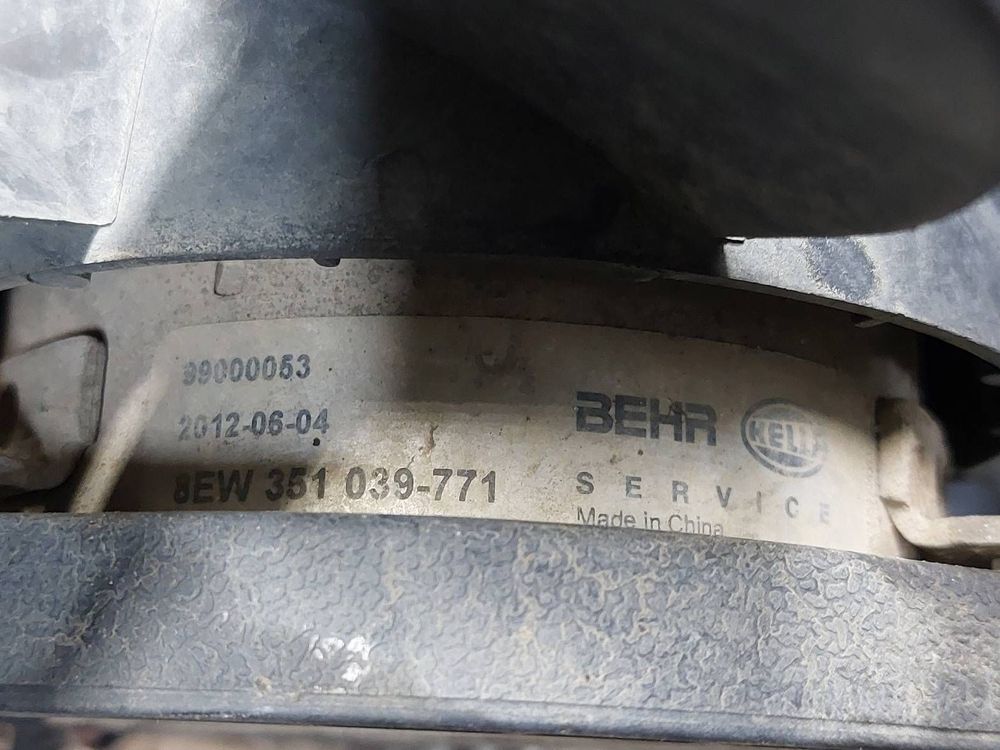 99000053
2012-06-04
8EW 351 039-771
BEHR HELLA
SERVICE
Made in China